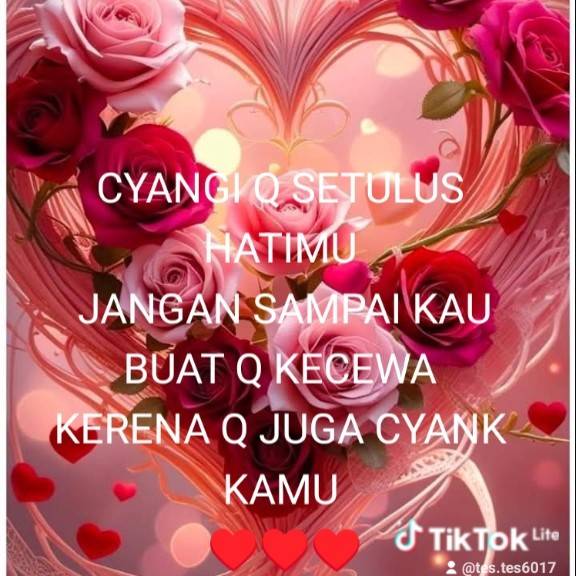 CYANGI Q SETULUS
HATIMU
JANGAN SAMPAI KAU
BUAT Q KECEWA
KERENA Q JUGA CYANK
KAMU
❤️❤️❤️
TikTok Lite
@tes.tes6017